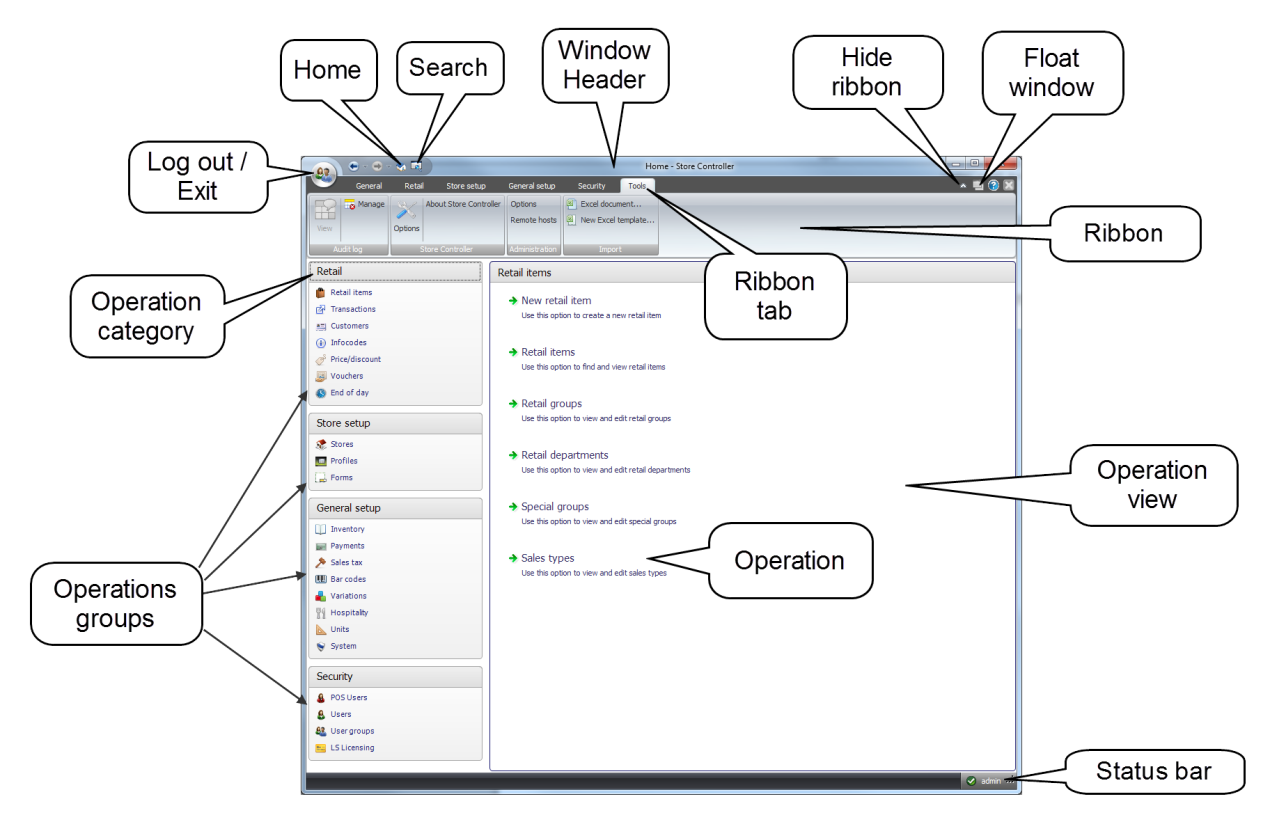 Home
Search
Window
Header
Hide
ribbon
Float
window
Log out /
Exit
Home - Store Controller
General Retail Store setup General setup Security Tools
Manage
About Store Controller
Options
Excel document...
Remote hosts
New Excel template...
View
Options
Audit log
Store Controller
Administration
Import
Ribbon
Ribbon
tab
Operation
category
Retail
Retail items
Transactions
Customers
Infocodes
Price/discount
Vouchers
End of day
Store setup
Stores
Profiles
Forms
General setup
Inventory
Payments
Sales tax
Bar codes
Variations
Hospitality
Units
System
Security
POS Users
Users
User groups
LS Licensing
Operations
groups
Retail items
New retail item
Use this option to create a new retail item
Retail items
Use this option to find and view retail items
Retail groups
Use this option to view and edit retail groups
Retail departments
Use this option to view and edit retail departments
Special groups
Use this option to view and edit special groups
Sales types
Use this option to view and edit sales types
Operation
Operation
view
Status bar
admin